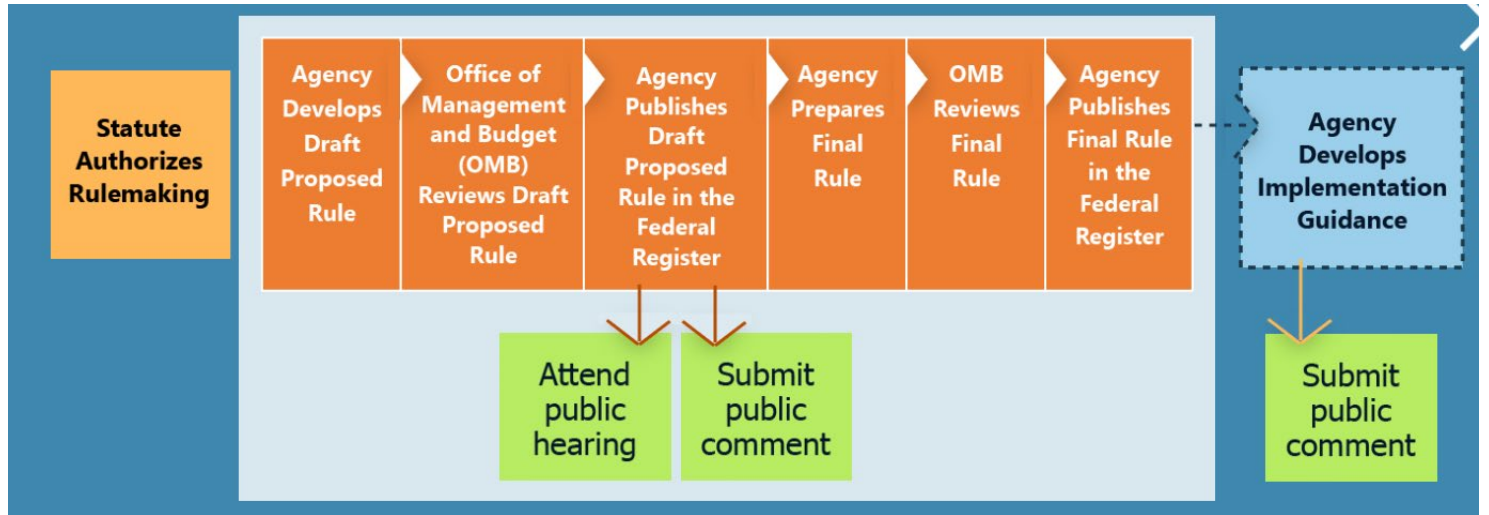 Statute
Authorizes
Rulemaking
Agency
Develops
Draft
Proposed
Rule
Office of
Management
and Budget
(OMB)
Reviews Draft
Proposed
Rule
Agency
Publishes
Draft
Proposed
Rule in the
Federal
Register
Agency
Prepares
Final
Rule
OMB
Reviews
Final
Rule
Agency
Publishes
Final Rule
in the
Federal
Register
Agency
Develops
Implementation
Guidance
Attend
public
hearing
Submit
public
comment
Submit
public
comment